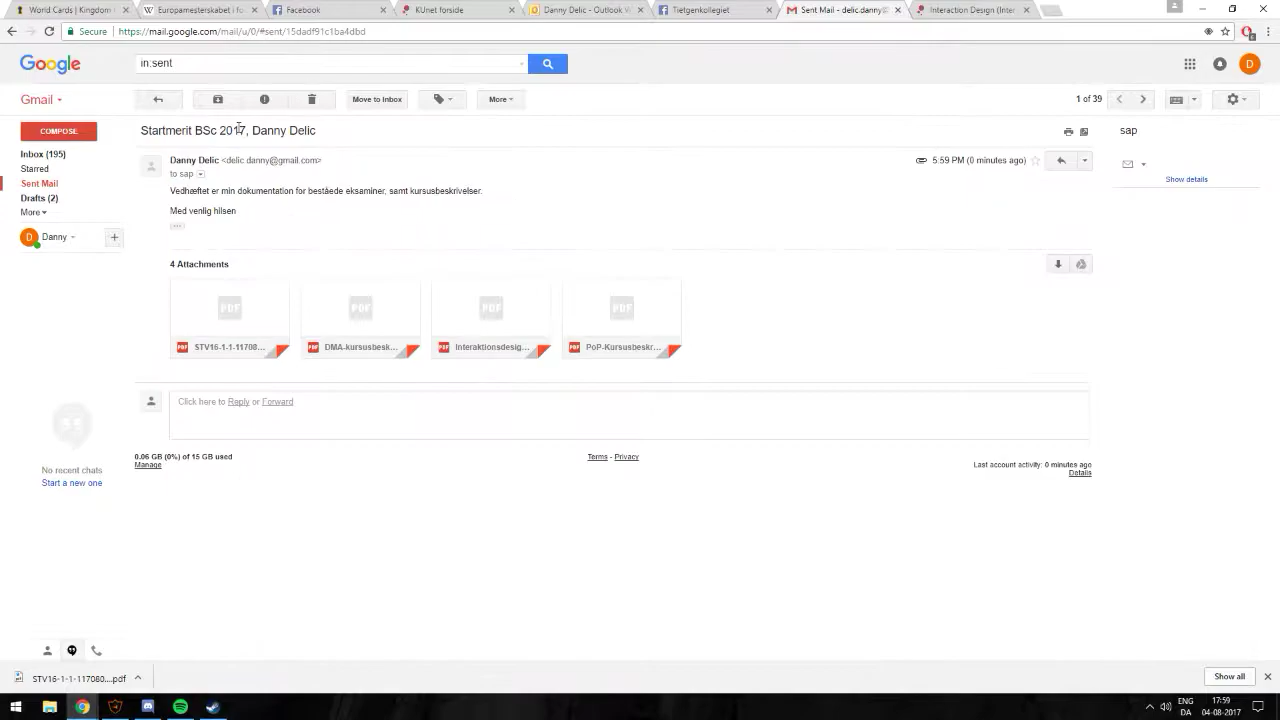 World Cards | Kingdom
Europamesterskabet i fo
Facebook
KUnet forside
Danny Delic - Outlook W
Tietgenkollegiet
Sent Mail - delic.danny@
Interaction Design (Inter
Secure | https://mail.google.com/mail/u/0/#sent/15dadf91c1ba4dbd
Google
in:sent
D
Gmail
Move to Inbox
More
1 of 39
COMPOSE
Startmerit BSc 2017, Danny Delic
sap
Inbox (195)
Starred
Sent Mail
Drafts (2)
More
Danny Delic <delic.danny@gmail.com>
5:59 PM (0 minutes ago)
to sap
Show details
Vedhæftet er min dokumentation for beståede eksaminer, samt kursusbeskrivelser.
Med venlig hilsen
D Danny
4 Attachments
PDF
PDF
PDF
PDF
STV16-1-1-11708...
DMA-kursusbesk...
Interaktionsdesig...
PoP-Kursusbeskr...
Click here to Reply or Forward
0.06 GB (0%) of 15 GB used
Manage
Terms - Privacy
Last account activity: 0 minutes ago
Details
No recent chats
Start a new one
STV16-1-1-117080....pdf
Show all
ENG
DA
17:59
04-08-2017